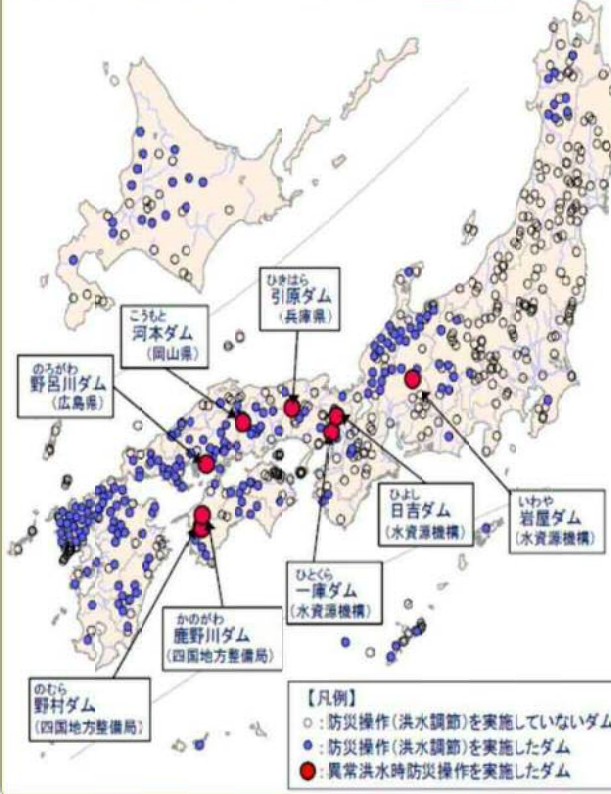 ひきはら
引原ダム
(兵庫県)
こうもと
河本ダム
(岡山県)
のろがわ
野呂川ダム
(広島県)
ひよし
日吉ダム
(水資源機構)
いわや
岩屋ダム
(水資源機構)
ひとくら
一庫ダム
(水資源機構)
かのがわ
鹿野川ダム
(四国地方整備局)
のむら
野村ダム
(四国地方整備局)
【凡例】
○:防災操作(洪水調節)を実施していないダム
●:防災操作(洪水調節)を実施したダム
●:異常洪水時防災操作を実施したダム